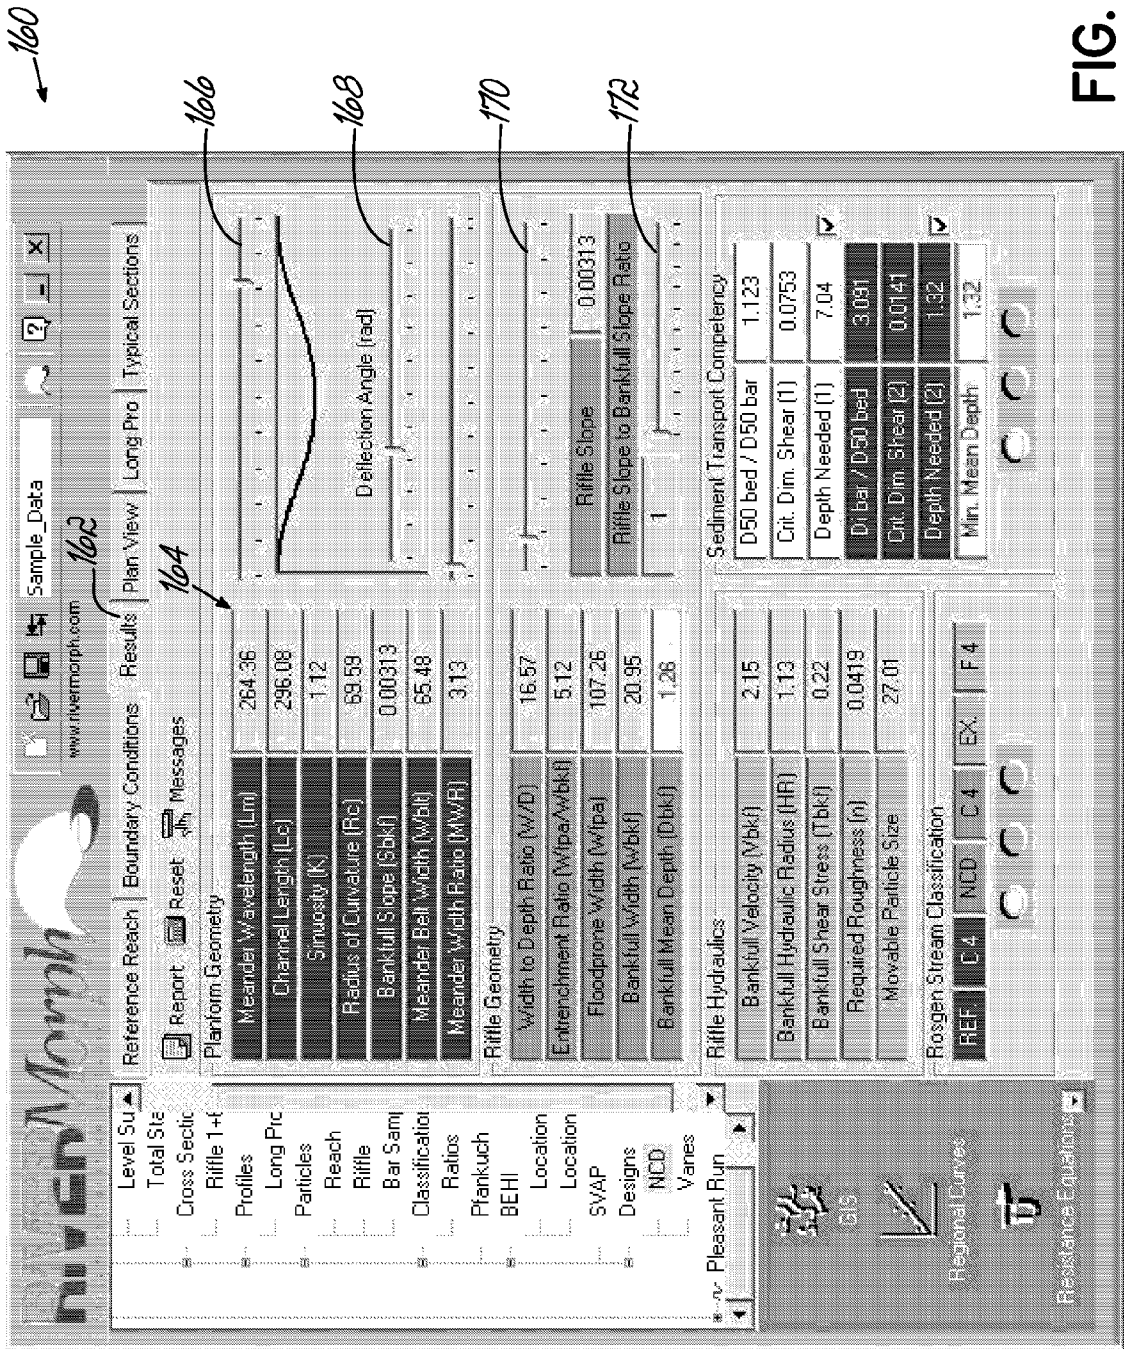 160
RIVERMorph
Sample_Data
www.rivermorph.com
162
Reference Reach
Boundary Conditions
Results
Plan View
Long Pro
Typical Sections
Report
Reset
Messages
164
166
168
170
172
Level Su
Total Sta
Cross Sectio
Riffle 1+6
Profiles
Long Pro
Particles
Reach
Riffle
Bar Samp
Classification
Ratios
Pfankuch
BEHI
Location
Location
SVAP
Designs
NCD
Vanes
Pleasant Run
GIS
Regional Curves
Resistance Equations
Planform Geometry
Meander Wavelength (Lm) 264.36
Channel Length (Lc) 296.08
Sinuosity (K) 1.12
Radius of Curvature (Rc) 69.59
Bankfull Slope (Sbkf) 0.00313
Meander Belt Width (Wblt) 65.48
Meander Width Ratio (MWR) 3.13
Deflection Angle (rad)
Riffle Geometry
Width to Depth Ratio (W/D) 16.57
Entrenchment Ratio (Wfpa/Wbkf) 5.12
Floodprone Width (Wfpa) 107.26
Bankfull Width (Wbkf) 20.95
Bankfull Mean Depth (Dbkf) 1.26
Riffle Slope 0.00313
Riffle Slope to Bankfull Slope Ratio
1
Riffle Hydraulics
Bankfull Velocity (Vbkf) 2.15
Bankfull Hydraulic Radius (HR) 1.13
Bankfull Shear Stress (Tbkf) 0.22
Required Roughness (n) 0.0419
Movable Particle Size 27.01
Sediment Transport Competency
D50 bed / D50 bar 1.123
Crit. Dim. Shear (1) 0.0753
Depth Needed (1) 7.04
Di bar / D50 bed 3.091
Crit. Dim. Shear (2) 0.0141
Depth Needed (2) 1.32
Min. Mean Depth 1.32
Rosgen Stream Classification
REF. C 4 NCD C 4 EX. F 4
FIG.